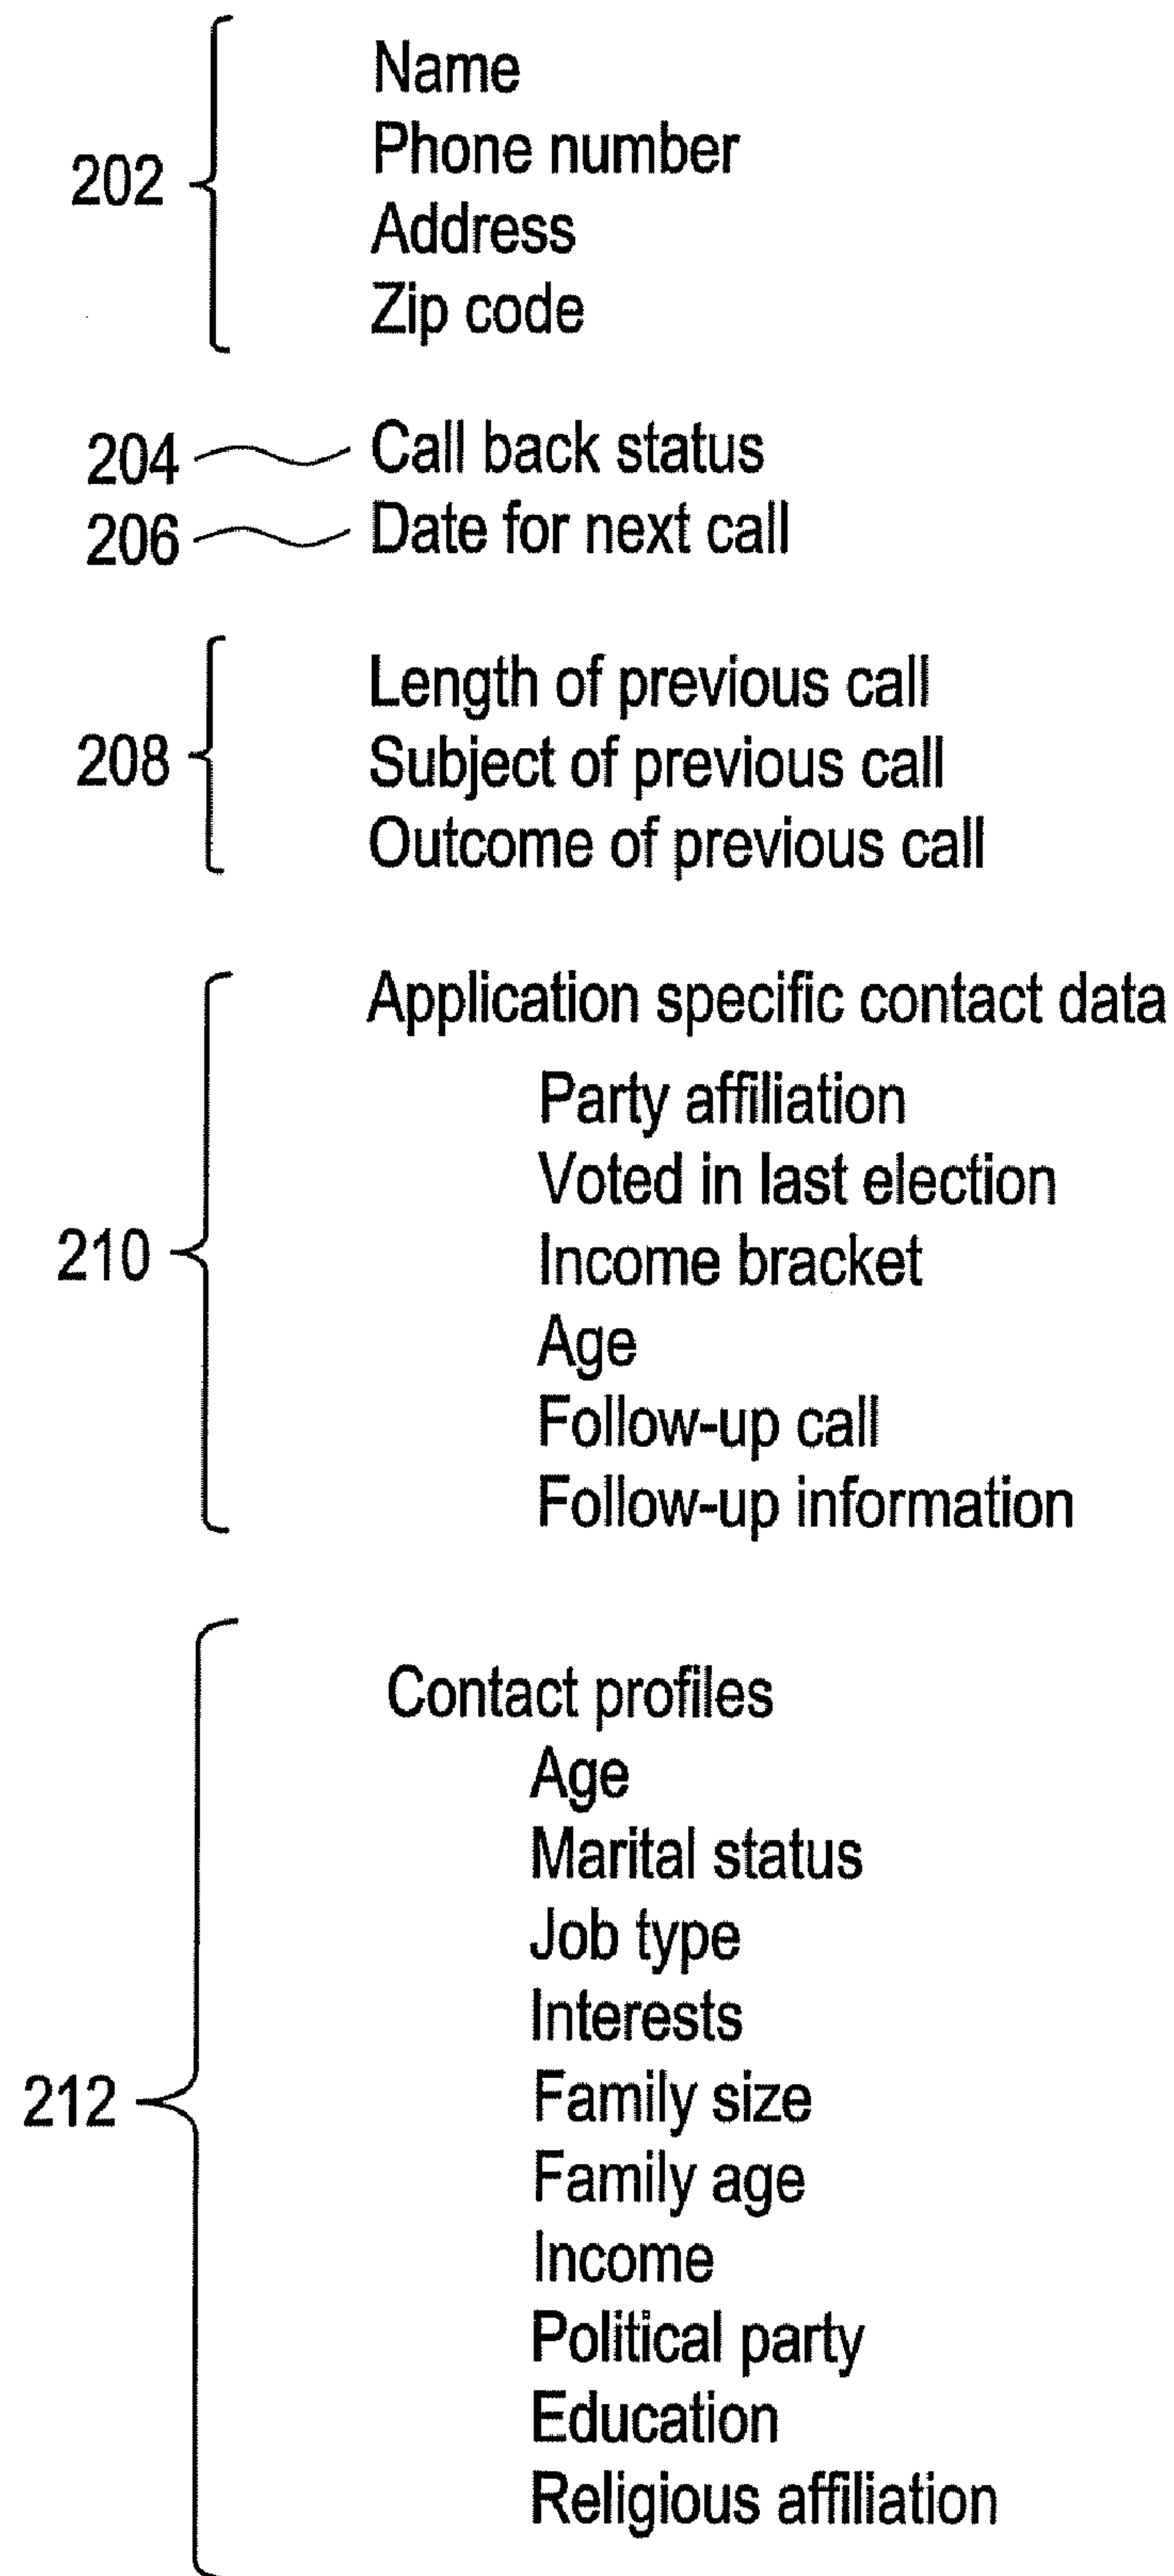 Name
Phone number
202
Address
Zip code
204 Call back status
206 Date for next call
Length of previous call
208 Subject of previous call
Outcome of previous call
Application specific contact data
Party affiliation
Voted in last election
210 Income bracket
Age
Follow-up call
Follow-up information
Contact profiles
Age
Marital status
Job type
Interests
212 Family size
Family age
Income
Political party
Education
Religious affiliation